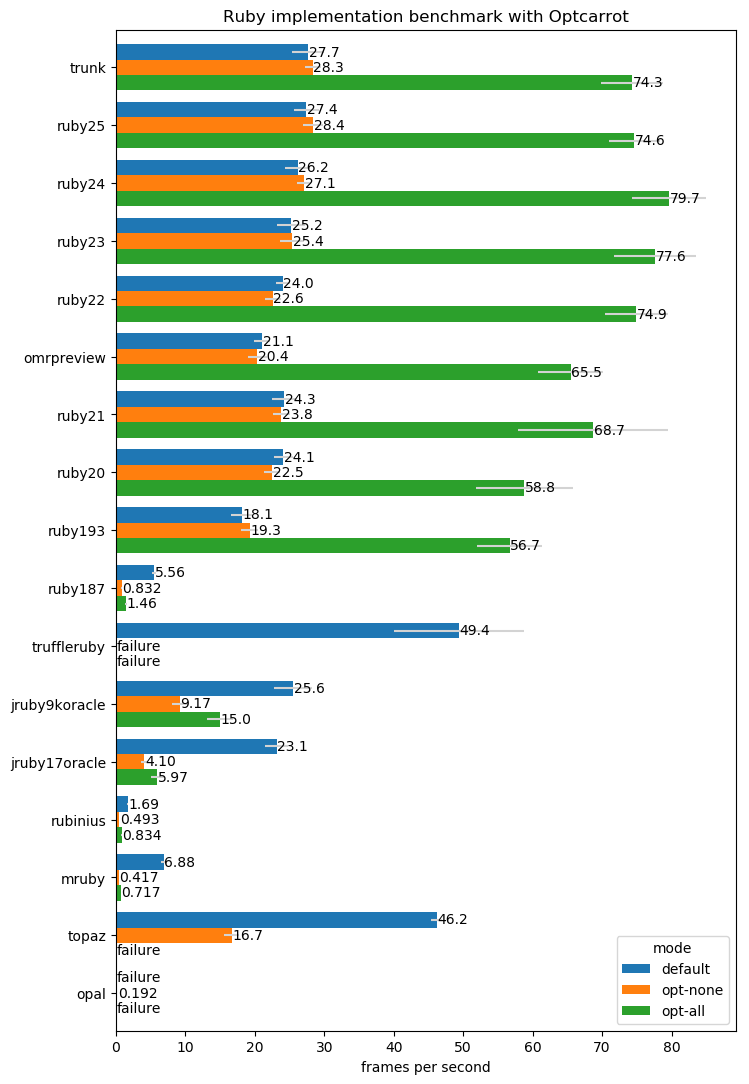 Ruby implementation benchmark with Optcarrot
trunk
27.7
28.3
74.3
ruby25
27.4
28.4
74.6
ruby24
26.2
27.1
79.7
ruby23
25.2
25.4
77.6
ruby22
24.0
22.6
74.9
omrpreview
21.1
20.4
65.5
ruby21
24.3
23.8
68.7
ruby20
24.1
22.5
58.8
ruby193
18.1
19.3
56.7
ruby187
5.56
0.832
1.46
truffleruby
49.4
failure
failure
jruby9koracle
25.6
9.17
15.0
jruby17oracle
23.1
4.10
5.97
rubinius
1.69
0.493
0.834
mruby
6.88
0.417
0.717
topaz
46.2
16.7
failure
opal
failure
0.192
failure
mode
default
opt-none
opt-all
0 10 20 30 40 50 60 70 80
frames per second